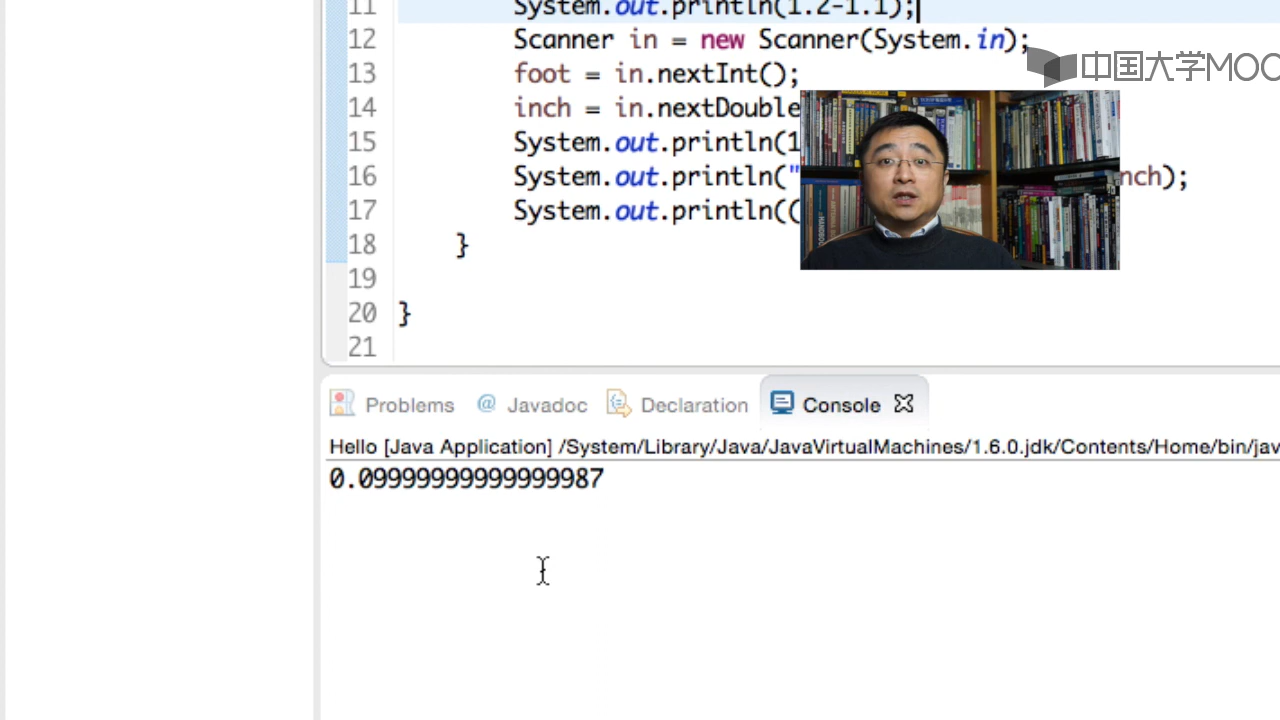 11 System.out.println(1.2-1.1);
12 Scanner in = new Scanner(System.in);
中国大学MOO
13 foot = in.nextInt();
14 inch = in.nextDouble
15 System.out.println(1
16 System.out.println(" nch);
17 System.out.println((
18 }
19
20 }
21
Problems @ Javadoc Declaration Console
Hello [Java Application] /System/Library/Java/JavaVirtualMachines/1.6.0.jdk/Contents/Home/bin/jav
0.09999999999999987